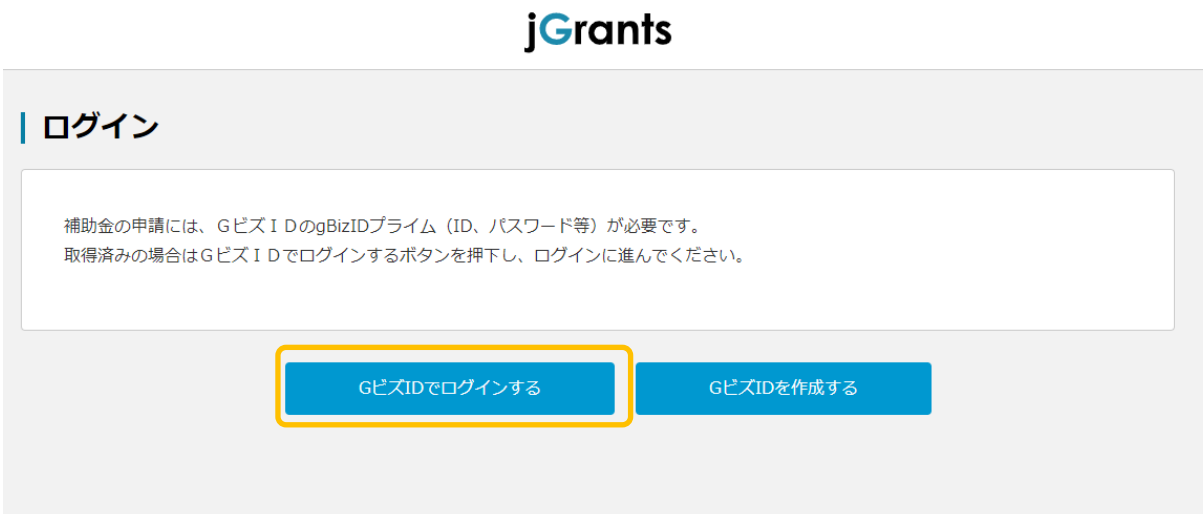 jGrants
ログイン
補助金の申請には、GビズIDのgBizIDプライム（ID、パスワード等）が必要です。
取得済みの場合はGビズIDでログインするボタンを押下し、ログインに進んでください。
GビズIDでログインする
GビズIDを作成する